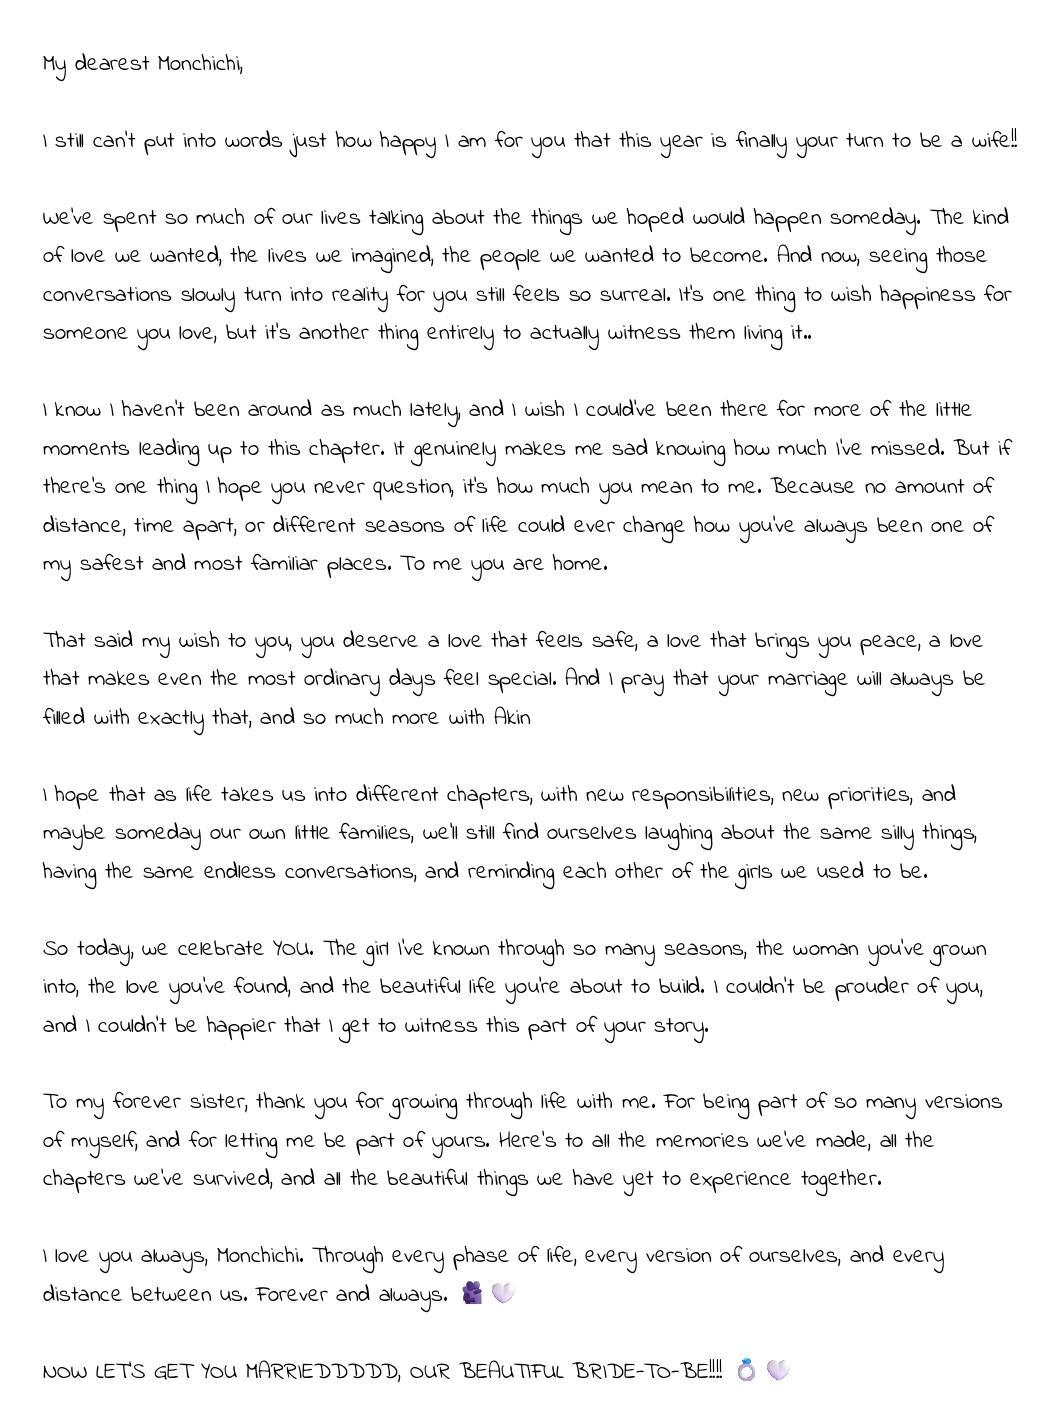 My dearest Monchichi,
I still can't put into words just how happy I am for you that this year is finally your turn to be a wife!!
We've spent so much of our lives talking about the things we hoped would happen someday. The kind
of love we wanted, the lives we imagined, the people we wanted to become. And now, seeing those
conversations slowly turn into reality for you still feels so surreal. It's one thing to wish happiness for
someone you love, but it's another thing entirely to actually witness them living it..
I know I haven't been around as much lately, and I wish I could've been there for more of the little
moments leading up to this chapter. It genuinely makes me sad knowing how much I've missed. But if
there's one thing I hope you never question, it's how much you mean to me. Because no amount of
distance, time apart, or different seasons of life could ever change how you've always been one of
my safest and most familiar places. To me you are home.
That said my wish to you, you deserve a love that feels safe, a love that brings you peace, a love
that makes even the most ordinary days feel special. And I pray that your marriage will always be
filled with exactly that, and so much more with Akin
I hope that as life takes us into different chapters, with new responsibilities, new priorities, and
maybe someday our own little families, we'll still find ourselves laughing about the same silly things,
having the same endless conversations, and reminding each other of the girls we used to be.
So today, we celebrate YOU. The girl I've known through so many seasons, the woman you've grown
into, the love you've found, and the beautiful life you're about to build. I couldn't be prouder of you,
and I couldn't be happier that I get to witness this part of your story.
To my forever sister, thank you for growing through life with me. For being part of so many versions
of myself, and for letting me be part of yours. Here's to all the memories we've made, all the
chapters we've survived, and all the beautiful things we have yet to experience together.
I love you always, Monchichi. Through every phase of life, every version of ourselves, and every
distance between us. Forever and always. 🫂🤍
NOW LET'S GET YOU MARRIEDDDDD, OUR BEAUTIFUL BRIDE-TO-BE!!!! 💍🤍